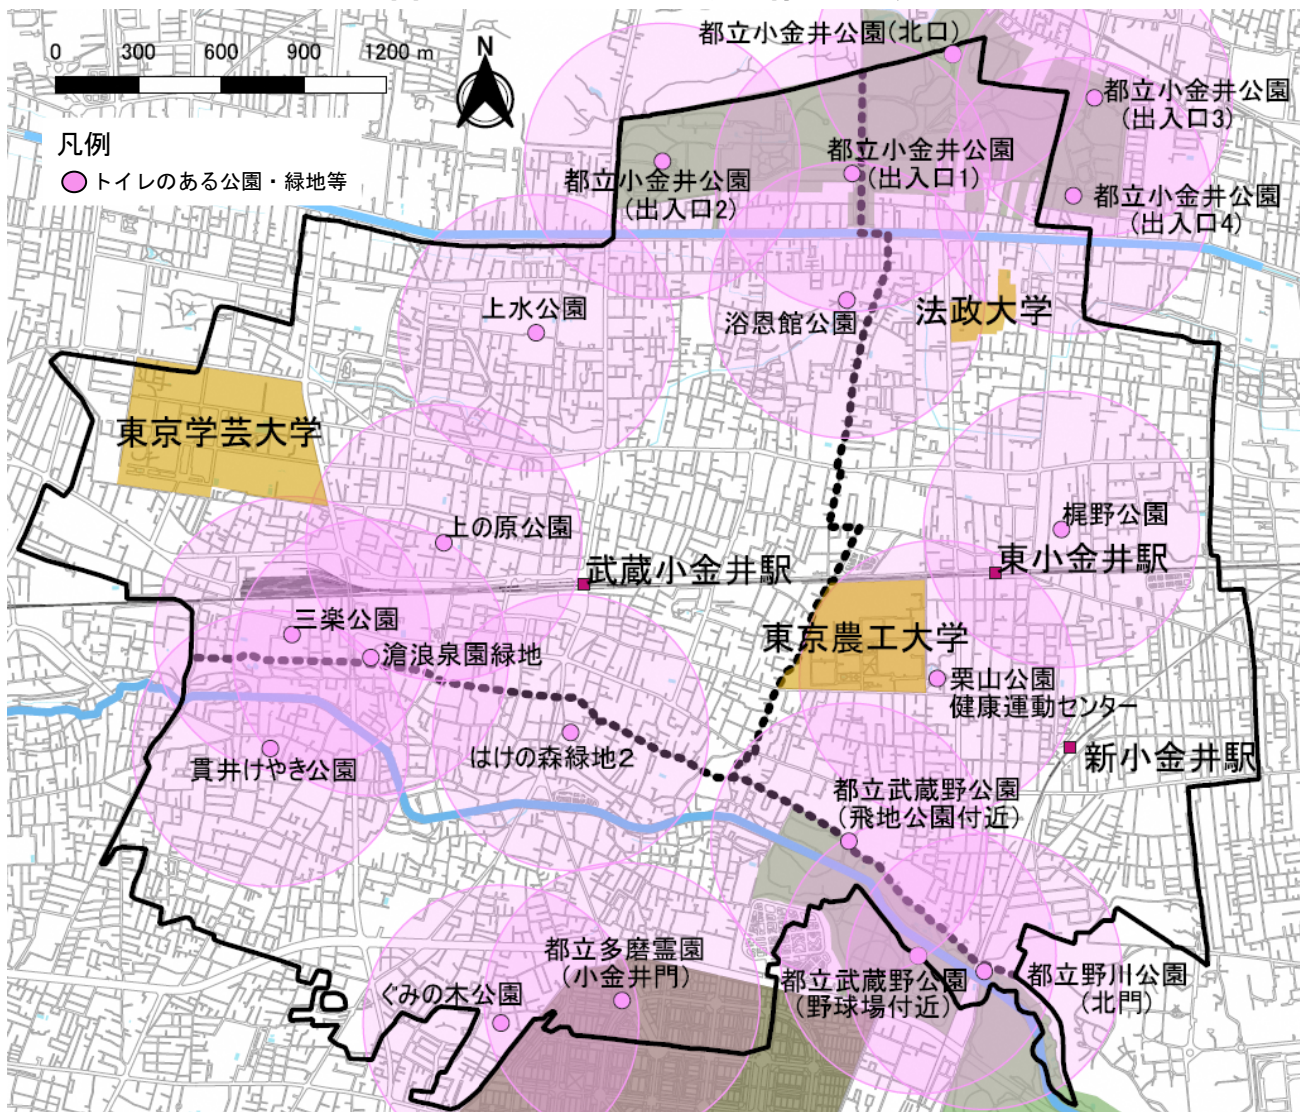 0 300 600 900 1200 m
N
凡例
トイレのある公園・緑地等
都立小金井公園(北口)
都立小金井公園
(出入口3)
都立小金井公園
(出入口1)
都立小金井公園
(出入口2)
都立小金井公園
(出入口4)
上水公園
浴恩館公園
法政大学
東京学芸大学
上の原公園
梶野公園
武蔵小金井駅
東小金井駅
三楽公園
滄浪泉園緑地
東京農工大学
栗山公園
健康運動センター
貫井けやき公園
はけの森緑地2
新小金井駅
都立武蔵野公園
(飛地公園付近)
都立多磨霊園
(小金井門)
ぐみの木公園
都立武蔵野公園
(野球場付近)
都立野川公園
(北門)